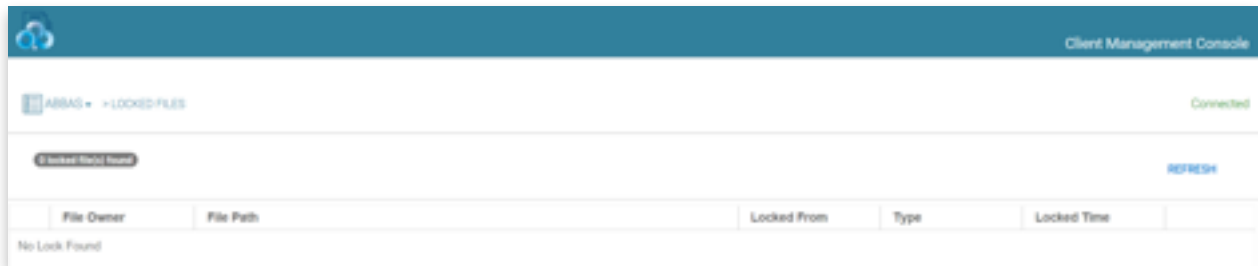 Client Management Console
ABBAS > LOCKED FILES
Connected
0 locked file(s) found
REFRESH
File Owner File Path Locked From Type Locked Time
No Lock Found